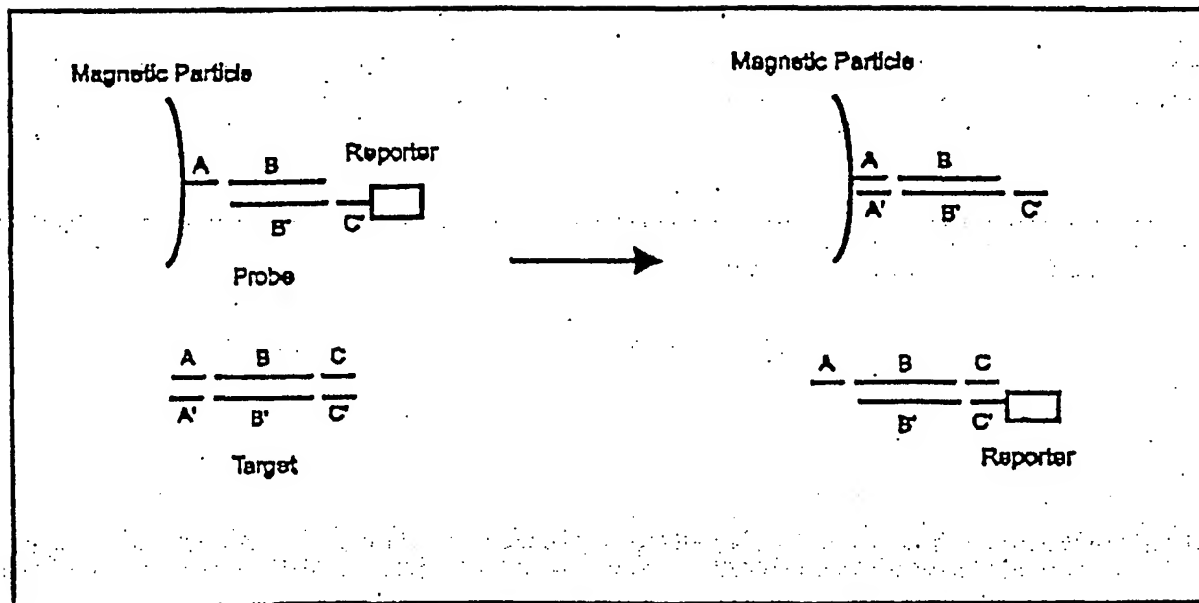 Magnetic Particle
A B Reporter
B' C'
Probe
A B C
A' B' C'
Target
Magnetic Particle
A B
A' B' C'
A B C
B' C'
Reporter